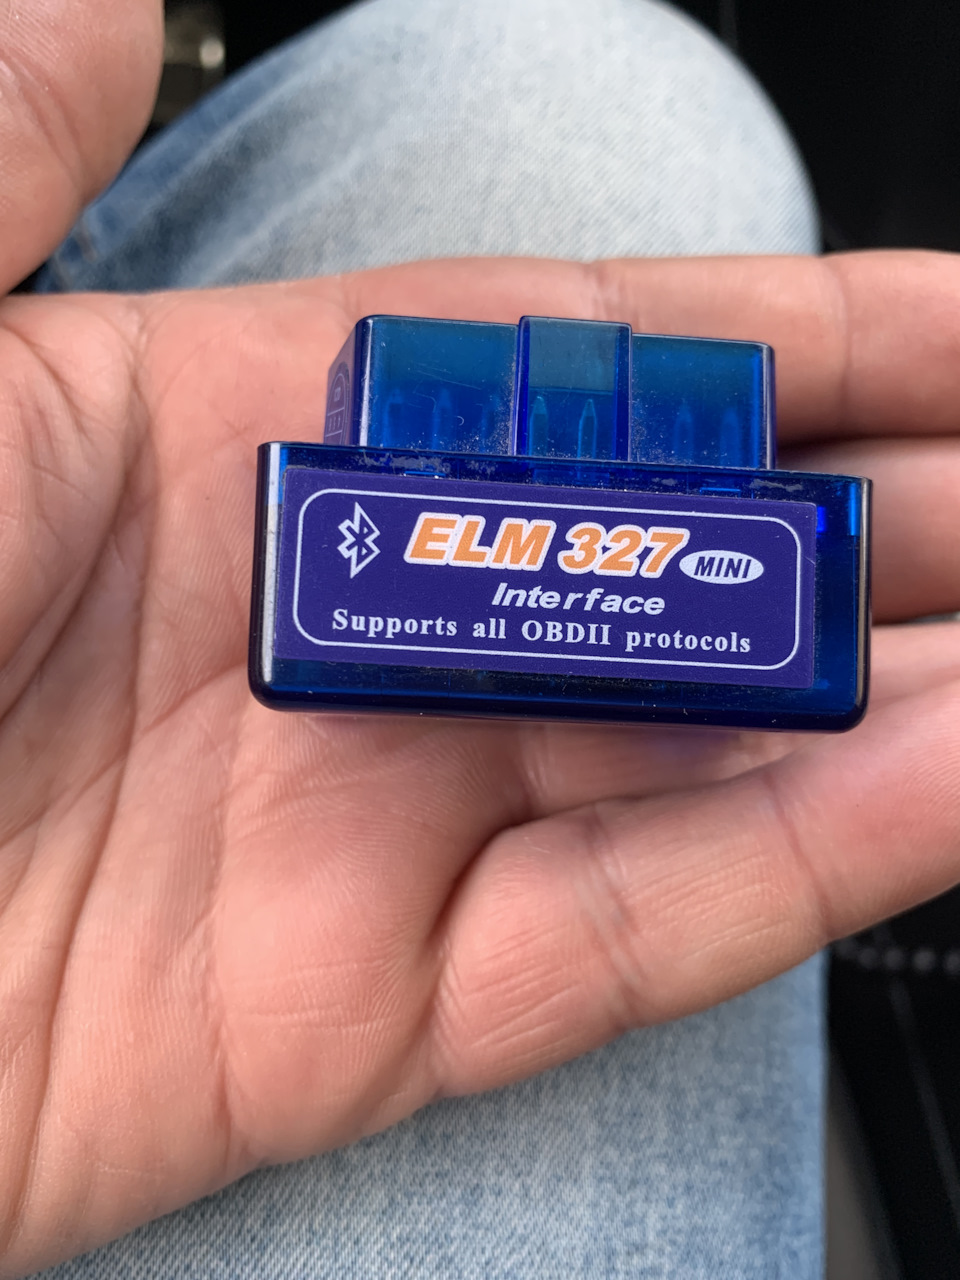 ELM 327 MINI
Interface
Supports all OBDII protocols